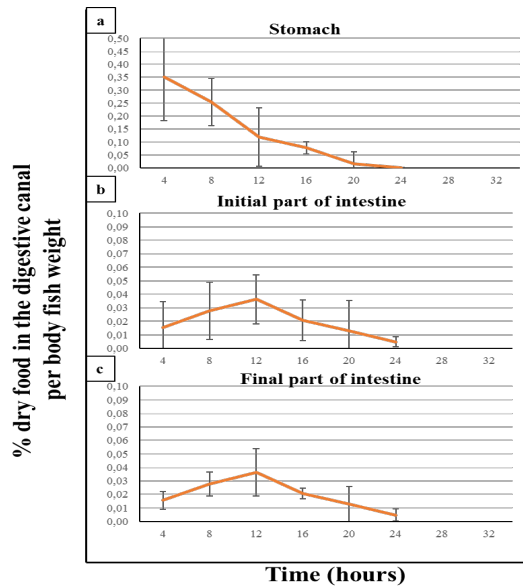 a
Stomach
0,50
0,45
0,40
0,35
0,30
0,25
0,20
0,15
0,10
0,05
0,00
4 8 12 16 20 24 28 32
b
Initial part of intestine
0,10
0,09
0,08
0,07
0,06
0,05
0,04
0,03
0,02
0,01
0,00
4 8 12 16 20 24 28 32
c
Final part of intestine
0,10
0,09
0,08
0,07
0,06
0,05
0,04
0,03
0,02
0,01
0,00
4 8 12 16 20 24 28 32
% dry food in the digestive canal
per body fish weight
Time (hours)